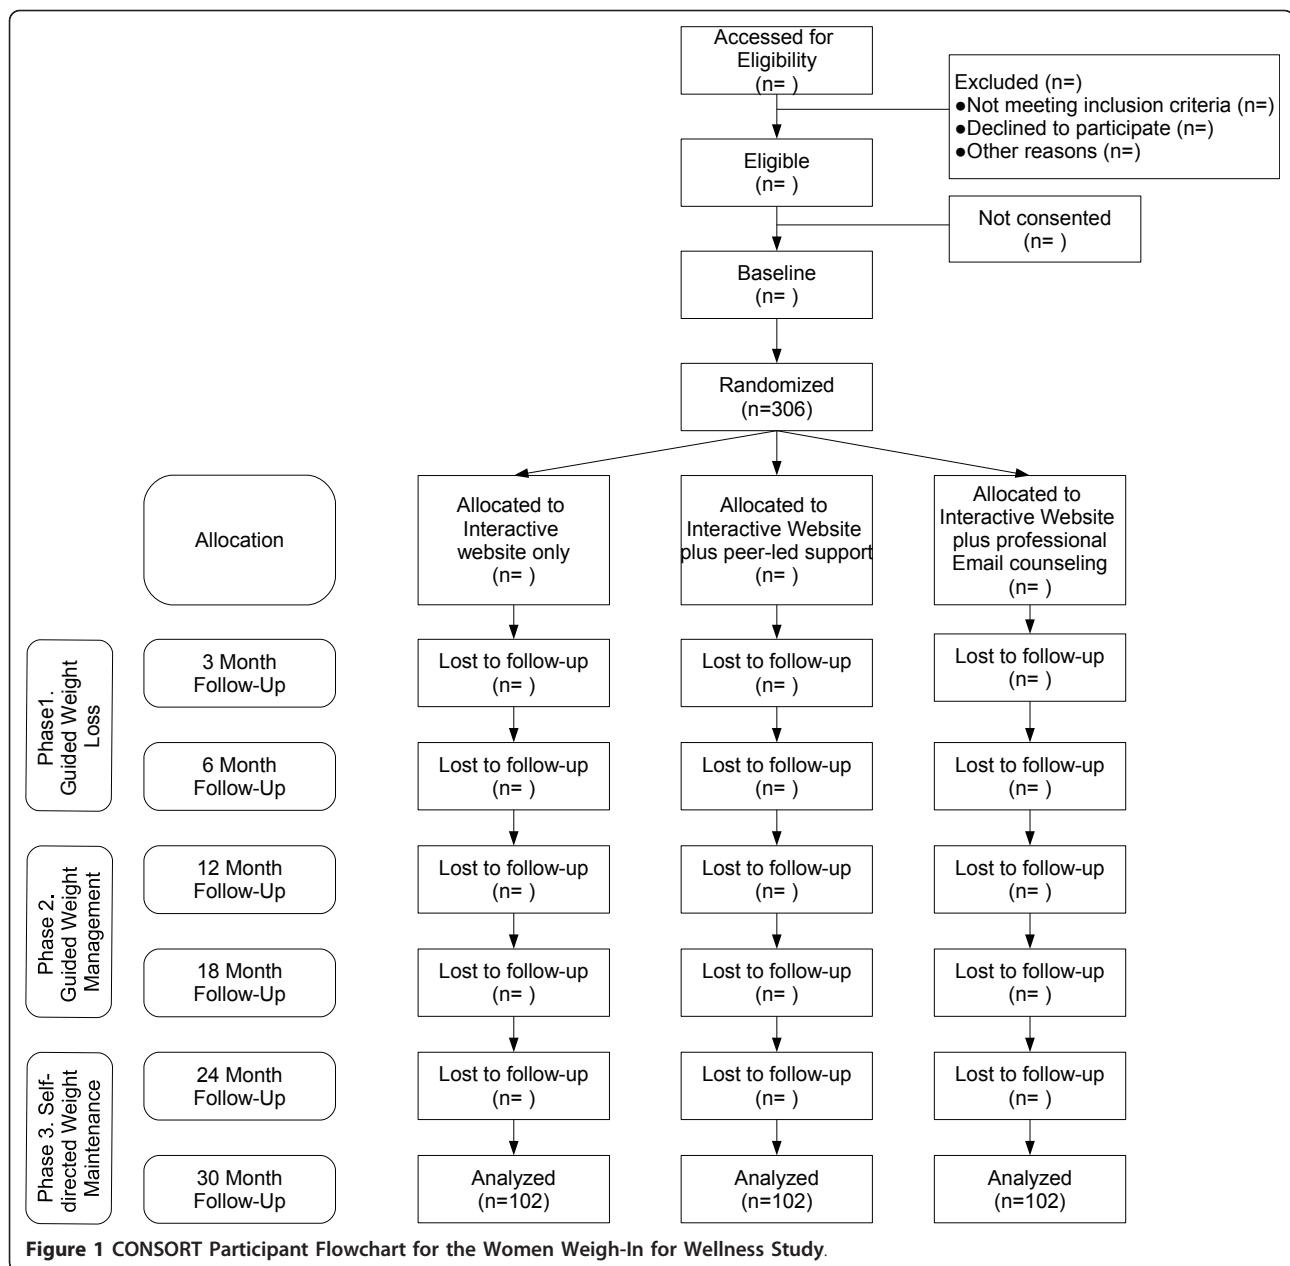 Accessed for
Eligibility
(n= )
Excluded (n=)
●Not meeting inclusion criteria (n=)
●Declined to participate (n=)
●Other reasons (n=)
Eligible
(n= )
Not consented
(n= )
Baseline
(n= )
Randomized
(n=306)
Allocation
Allocated to
Interactive
website only
(n= )
Allocated to
Interactive Website
plus peer-led support
(n= )
Allocated to
Interactive Website
plus professional
Email counseling
(n= )
Phase1.
Guided Weight
Loss
3 Month
Follow-Up
Lost to follow-up
(n= )
Lost to follow-up
(n= )
Lost to follow-up
(n= )
6 Month
Follow-Up
Lost to follow-up
(n= )
Lost to follow-up
(n= )
Lost to follow-up
(n= )
Phase 2.
Guided Weight
Management
12 Month
Follow-Up
Lost to follow-up
(n= )
Lost to follow-up
(n= )
Lost to follow-up
(n= )
18 Month
Follow-Up
Lost to follow-up
(n= )
Lost to follow-up
(n= )
Lost to follow-up
(n= )
Phase 3. Self-
directed Weight
Maintenance
24 Month
Follow-Up
Lost to follow-up
(n= )
Lost to follow-up
(n= )
Lost to follow-up
(n= )
30 Month
Follow-Up
Analyzed
(n=102)
Analyzed
(n=102)
Analyzed
(n=102)
Figure 1 CONSORT Participant Flowchart for the Women Weigh-In for Wellness Study.